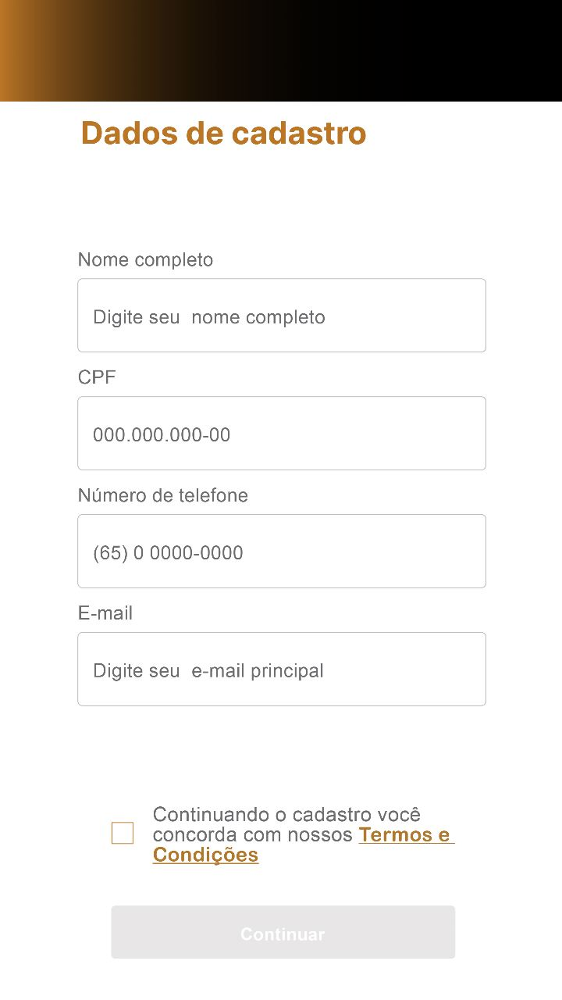 Dados de cadastro
Nome completo
Digite seu  nome completo
CPF
000.000.000-00
Número de telefone
(65) 0 0000-0000
E-mail
Digite seu  e-mail principal
Continuando o cadastro você
concorda com nossos Termos e
Condições
Continuar